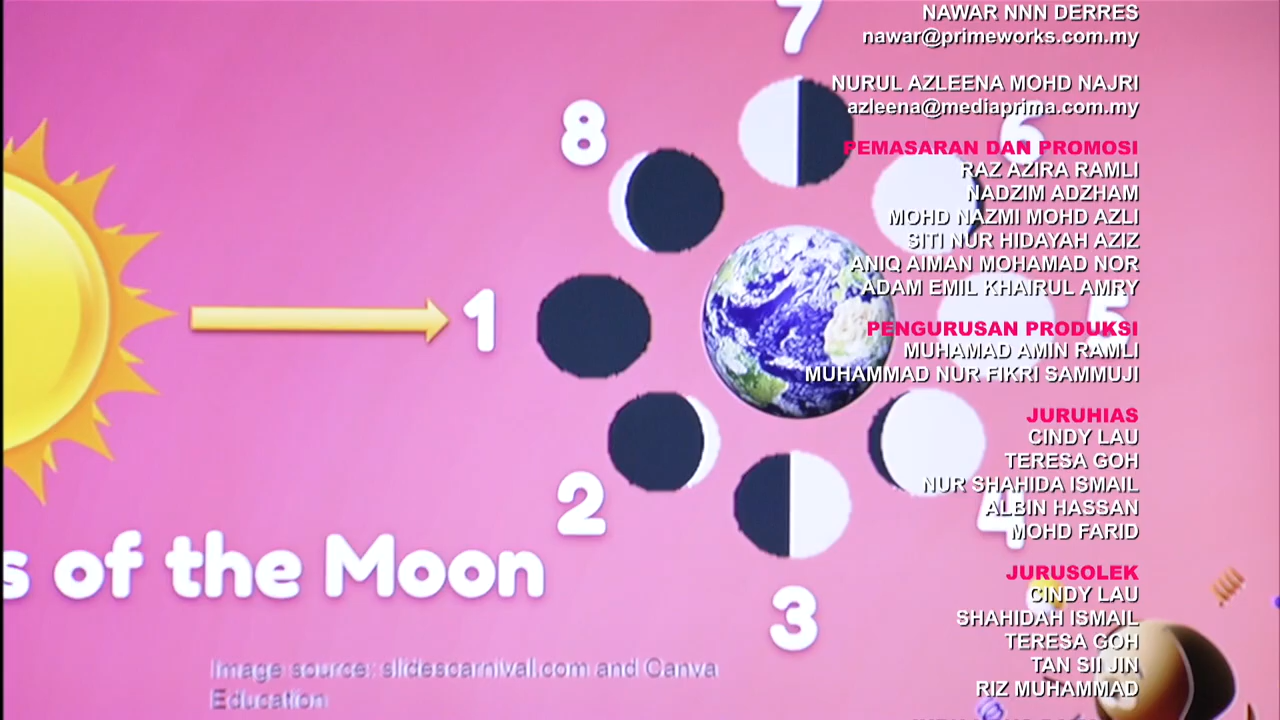 7
8
6
1
5
2
4
3
s of the Moon
Image source: slidescarnival.com and Canva
Education
NAWAR NNN DERRES
nawar@primeworks.com.my
NURUL AZLEENA MOHD NAJRI
azleena@mediaprima.com.my
PEMASARAN DAN PROMOSI
RAZ AZIRA RAMLI
NADZIM ADZHAM
MOHD NAZMI MOHD AZLI
SITI NUR HIDAYAH AZIZ
ANIQ AIMAN MOHAMAD NOR
ADAM EMIL KHAIRUL AMRY
PENGURUSAN PRODUKSI
MUHAMAD AMIN RAMLI
MUHAMMAD NUR FIKRI SAMMUJI
JURUHIAS
CINDY LAU
TERESA GOH
NUR SHAHIDA ISMAIL
ALBIN HASSAN
MOHD FARID
JURUSOLEK
CINDY LAU
SHAHIDAH ISMAIL
TERESA GOH
TAN SII JIN
RIZ MUHAMMAD